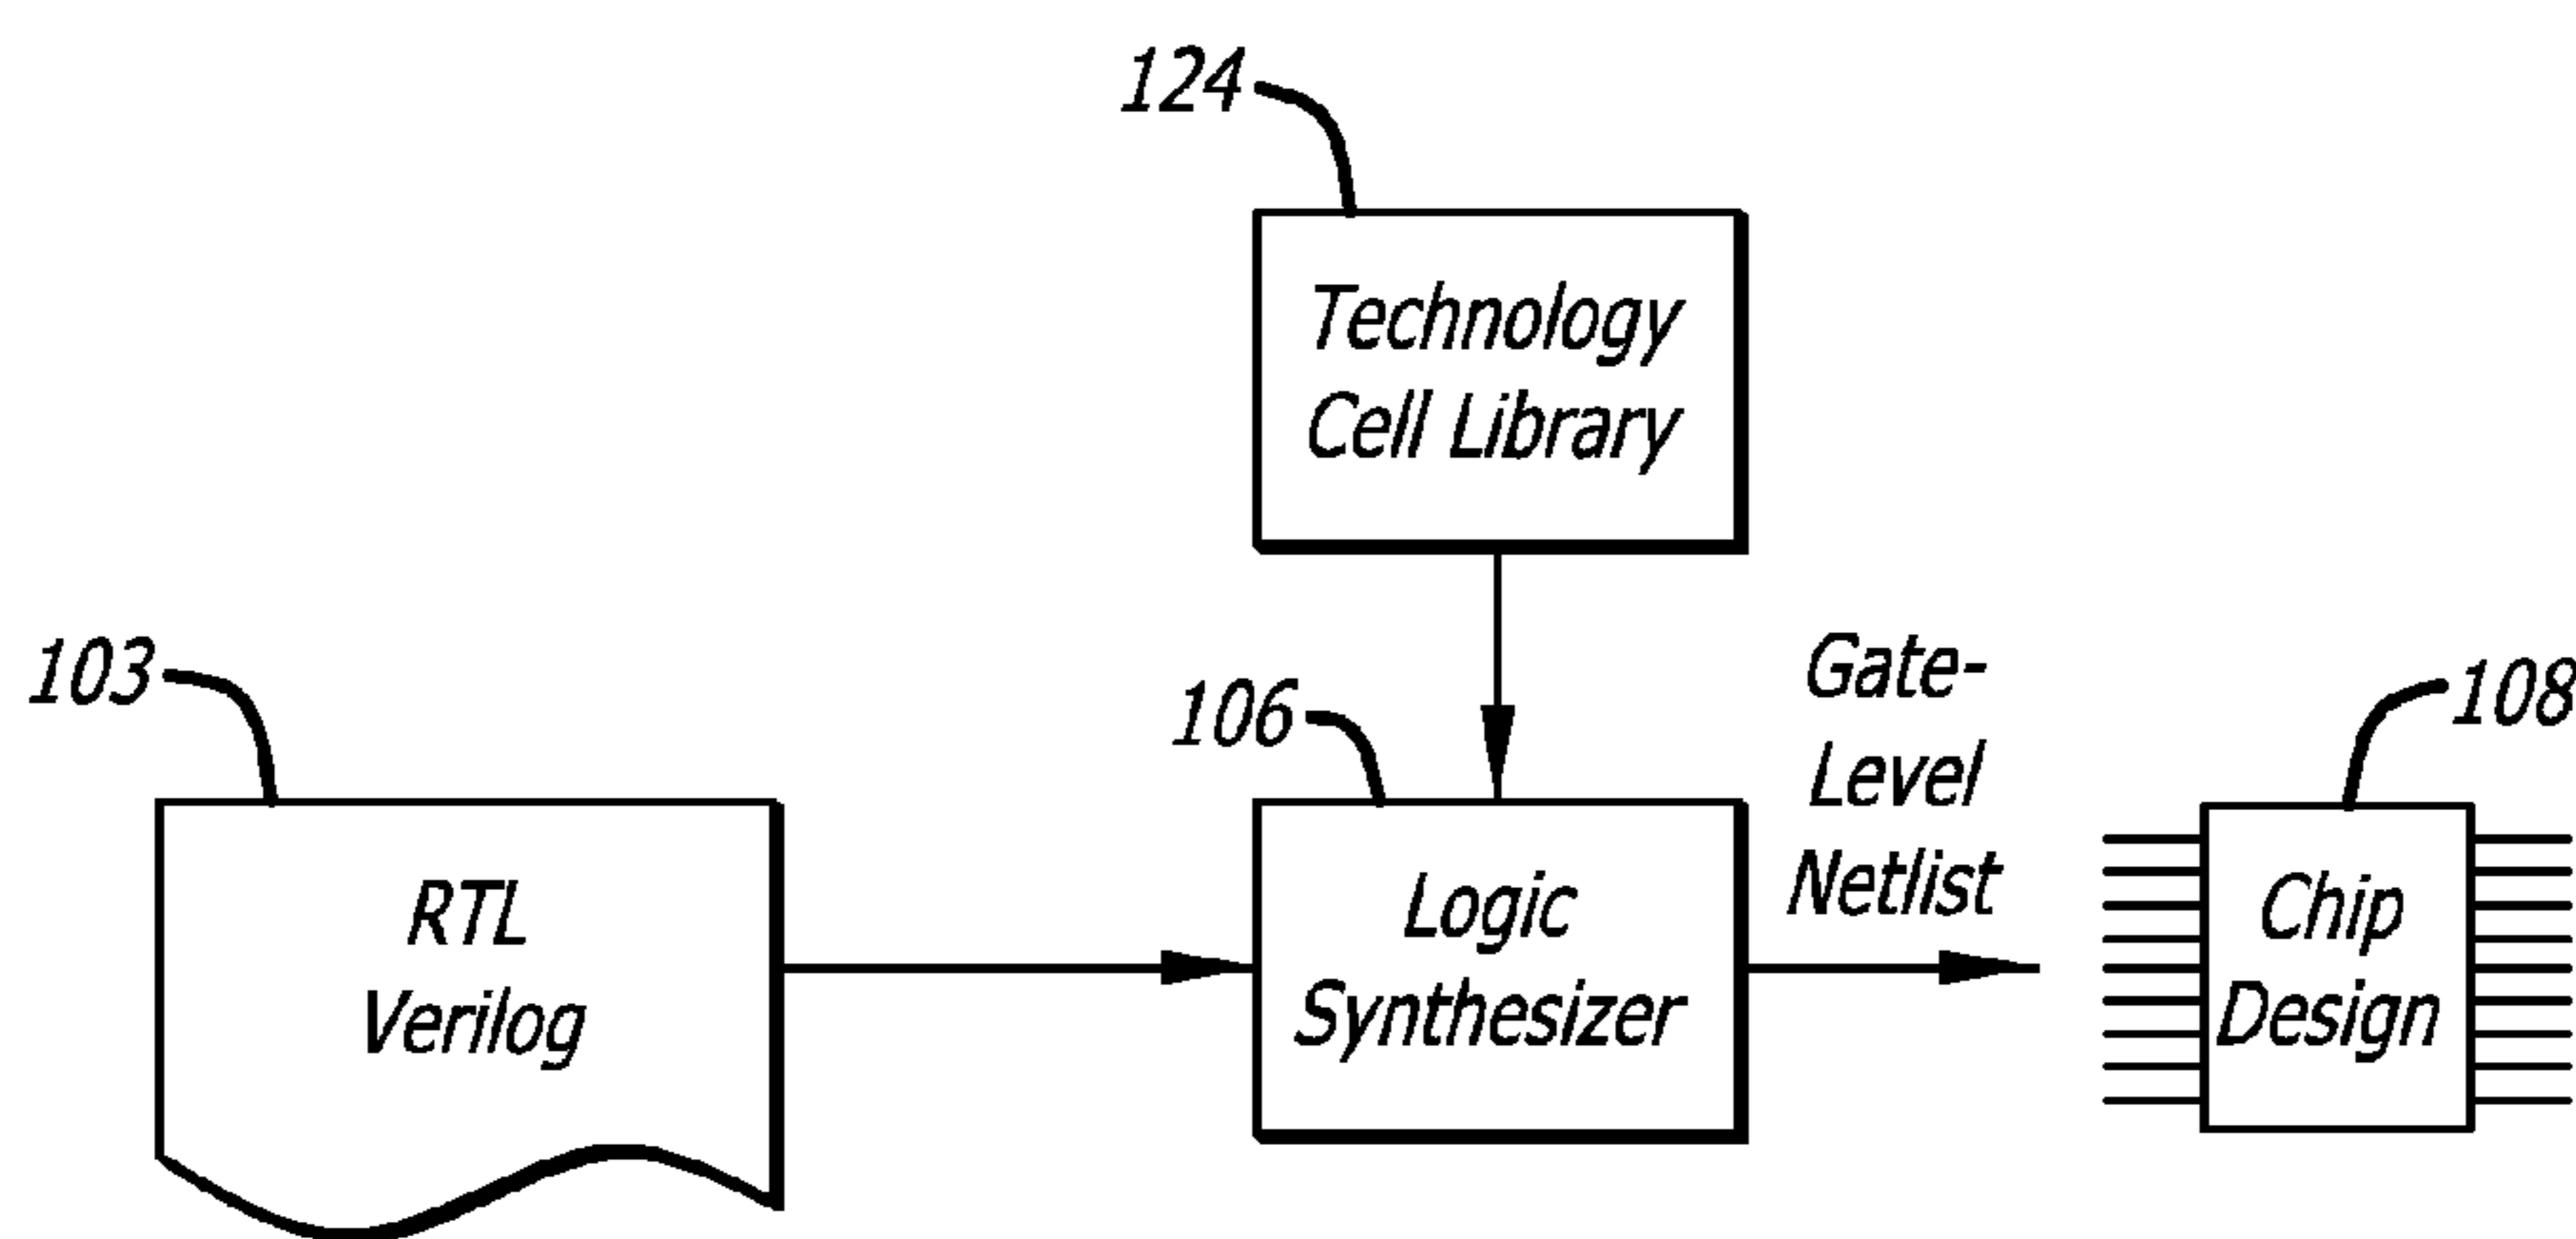 124
Technology
Cell Library
103
106
Gate-
Level
Netlist
108
RTL
Verilog
Logic
Synthesizer
Chip
Design